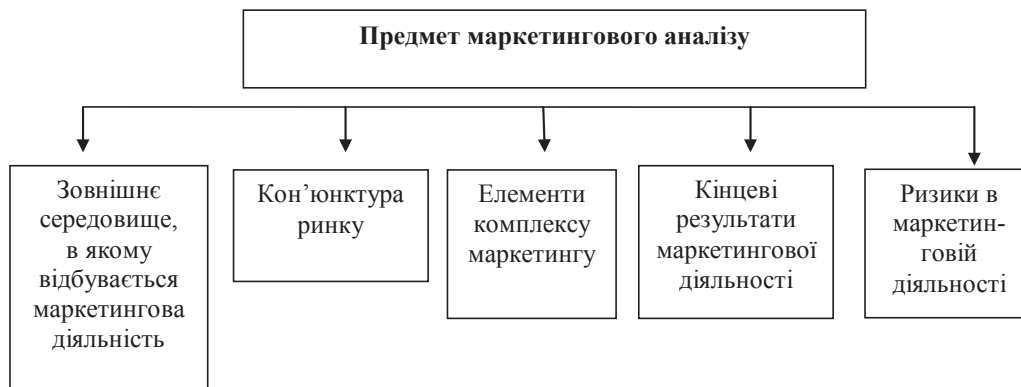 Предмет маркетингового аналізу
Зовнішнє
середовище,
в якому
відбувається
маркетингова
діяльність
Кон’юнктура
ринку
Елементи
комплексу
маркетингу
Кінцеві
результати
маркетингової
діяльності
Ризики в
маркетин-
говій
діяльності